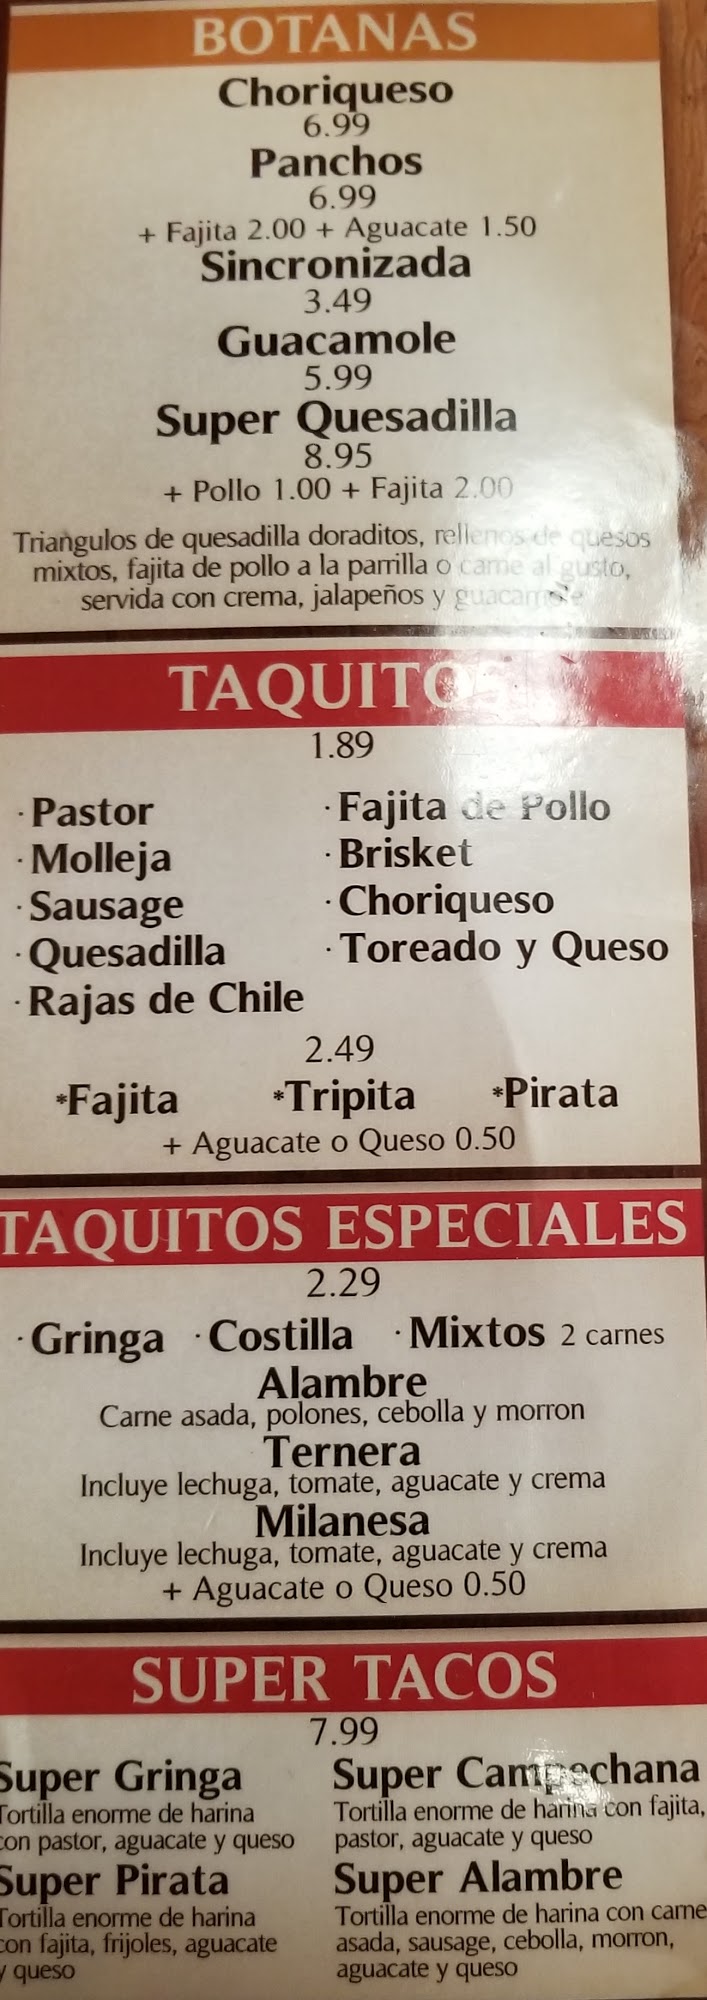 BOTANAS
Choriqueso
6.99
Panchos
6.99
+ Fajita 2.00 + Aguacate 1.50
Sincronizada
3.49
Guacamole
5.99
Super Quesadilla
8.95
+ Pollo 1.00 + Fajita 2.00
Triangulos de quesadilla doraditos, rellenos de quesos
mixtos, fajita de pollo a la parrilla o carne al gusto,
servida con crema, jalapeños y guacamole
TAQUITOS
1.89
· Pastor · Fajita de Pollo
· Molleja · Brisket
· Sausage · Choriqueso
· Quesadilla · Toreado y Queso
· Rajas de Chile
2.49
*Fajita *Tripita *Pirata
+ Aguacate o Queso 0.50
TAQUITOS ESPECIALES
2.29
· Gringa · Costilla · Mixtos 2 carnes
Alambre
Carne asada, polones, cebolla y morron
Ternera
Incluye lechuga, tomate, aguacate y crema
Milanesa
Incluye lechuga, tomate, aguacate y crema
+ Aguacate o Queso 0.50
SUPER TACOS
7.99
Super Gringa
Tortilla enorme de harina
con pastor, aguacate y queso
Super Campechana
Tortilla enorme de harina con fajita,
pastor, aguacate y queso
Super Pirata
Tortilla enorme de harina
con fajita, frijoles, aguacate
y queso
Super Alambre
Tortilla enorme de harina con carne
asada, sausage, cebolla, morron,
aguacate y queso